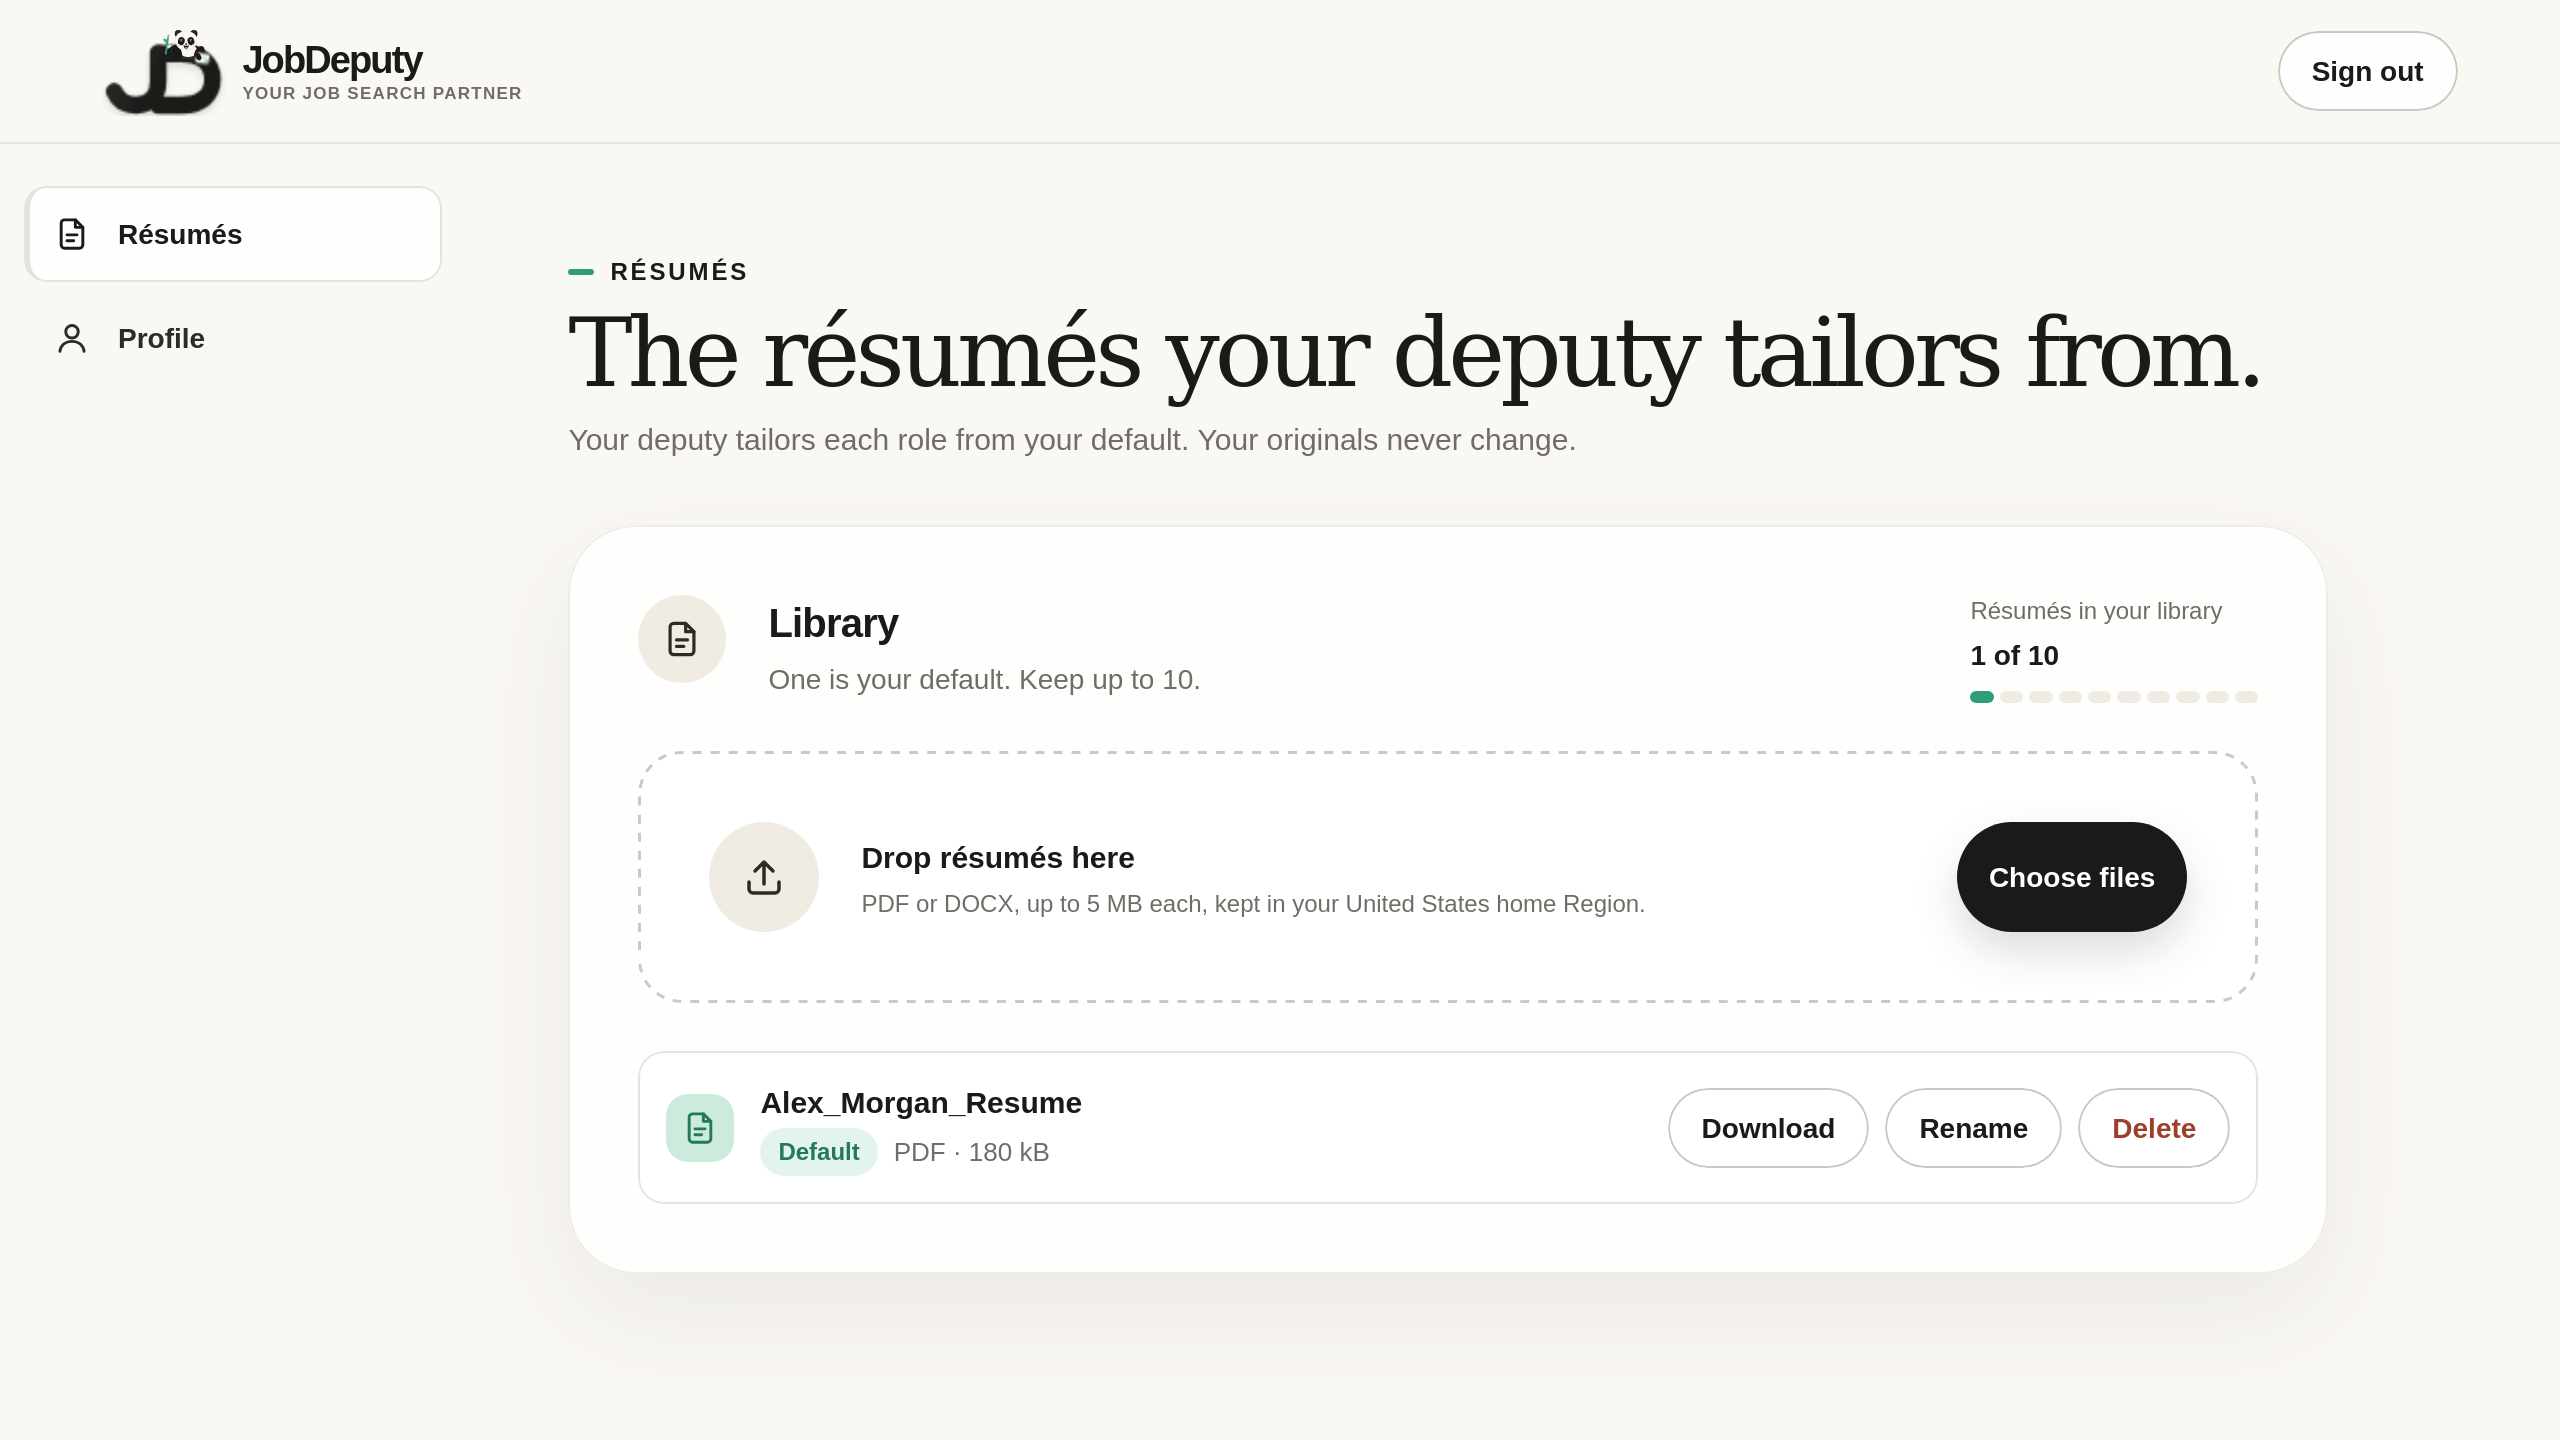 JobDeputy
YOUR JOB SEARCH PARTNER
Sign out
Résumés
Profile
RÉSUMÉS
The résumés your deputy tailors from.
Your deputy tailors each role from your default. Your originals never change.
Library
One is your default. Keep up to 10.
Résumés in your library
1 of 10
Drop résumés here
PDF or DOCX, up to 5 MB each, kept in your United States home Region.
Choose files
Alex_Morgan_Resume
Default PDF · 180 kB
Download
Rename
Delete